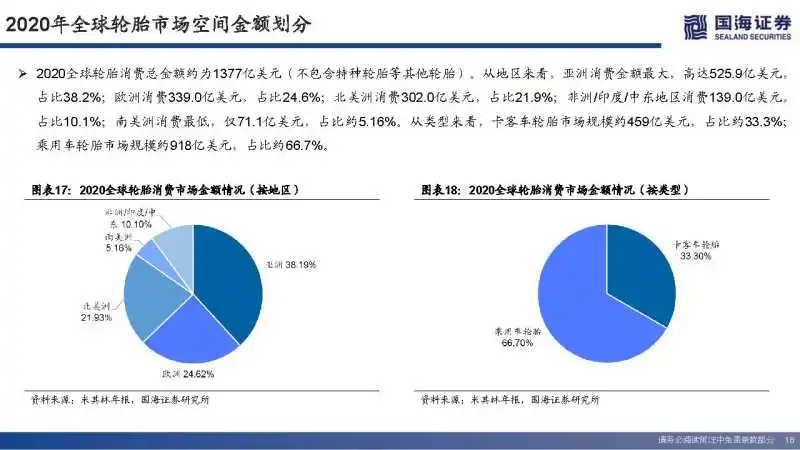 2020年全球轮胎市场空间金额划分
国海证券
SEALAND SECURITIES
➢ 2020全球轮胎消费总金额约为1377亿美元（不包含特种轮胎等其他轮胎）。从地区来看，亚洲消费金额最大，高达525.9亿美元，
占比38.2%；欧洲消费339.0亿美元，占比24.6%；北美洲消费302.0亿美元，占比21.9%；非洲/印度/中东地区消费139.0亿美元，
占比10.1%；南美洲消费最低，仅71.1亿美元，占比约5.16%。从类型来看，卡客车轮胎市场规模约459亿美元，占比约33.3%；
乘用车轮胎市场规模约918亿美元，占比约66.7%。
图表17：2020全球轮胎消费市场金额情况（按地区）
非洲/印度/中
东 10.10%
南美洲
5.16%
亚洲 38.19%
北美洲
21.93%
欧洲 24.62%
资料来源：米其林年报，国海证券研究所
图表18：2020全球轮胎消费市场金额情况（按类型）
卡客车轮胎
33.30%
乘用车轮胎
66.70%
资料来源：米其林年报，国海证券研究所
请务必阅读附注中免责条款部分 16